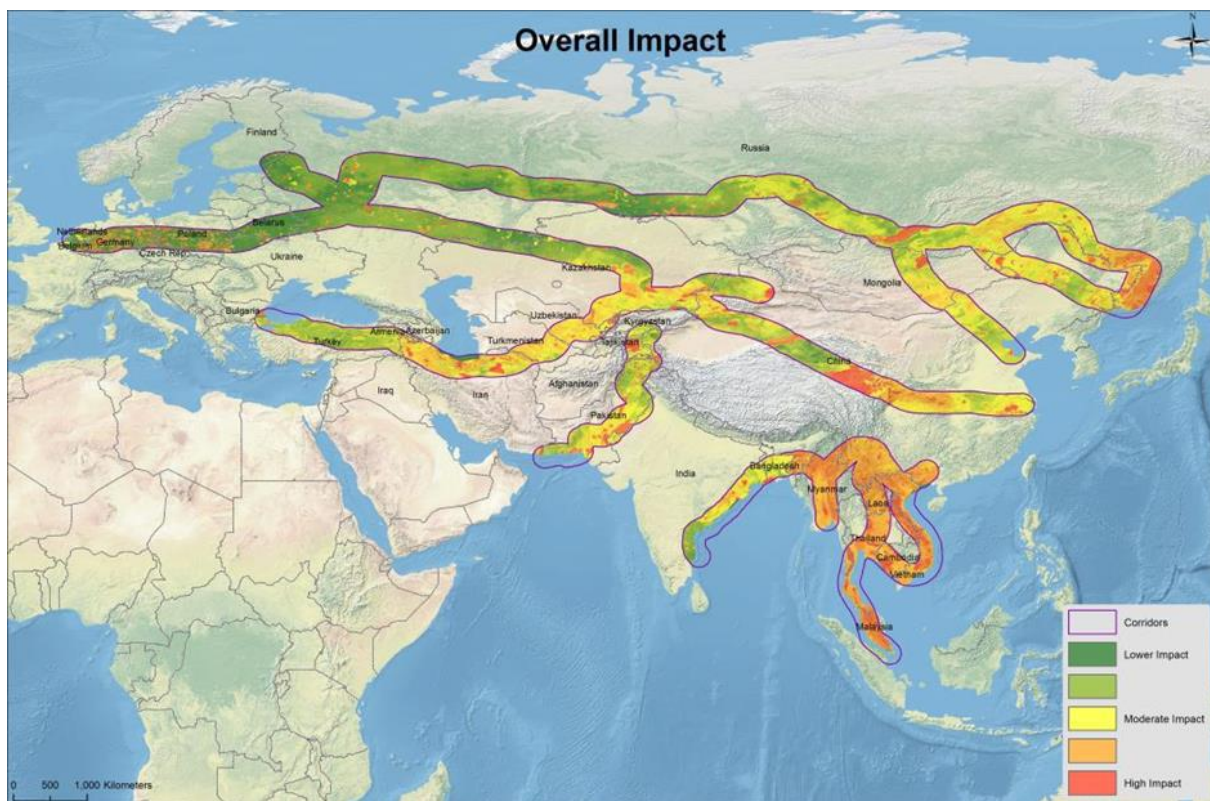 Overall Impact
N
Finland
Russia
Netherlands
Belgium
Germany
Poland
Belarus
Czech Rep.
Ukraine
Kazakhstan
Mongolia
Bulgaria
Turkey
Armenia
Azerbaijan
Uzbekistan
Turkmenistan
Kyrgyzstan
Tajikistan
China
Iraq
Iran
Afghanistan
Pakistan
India
Bangladesh
Myanmar
Laos
Thailand
Cambodia
Vietnam
Malaysia
Corridors
Lower Impact
Moderate Impact
High Impact
0 500 1,000 Kilometers